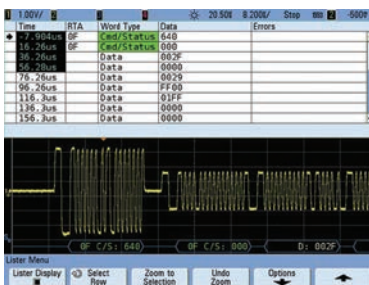 1.00V/ 20.50% 8.200%/ Stop -500%
Time RTA Word Type Data Errors
-7.904us 0F Cmd/Status 640
16.26us 0F Cmd/Status 000
36.26us Data 002F
56.28us Data 0000
76.26us Data 0029
96.26us Data FF00
116.3us Data 01FF
136.3us Data 0000
156.3us Data 0000
0F C/S: 640 0F C/S: 000 D: 002F
Lister Menu
Lister Display Select Row Zoom to Selection Undo Zoom Options